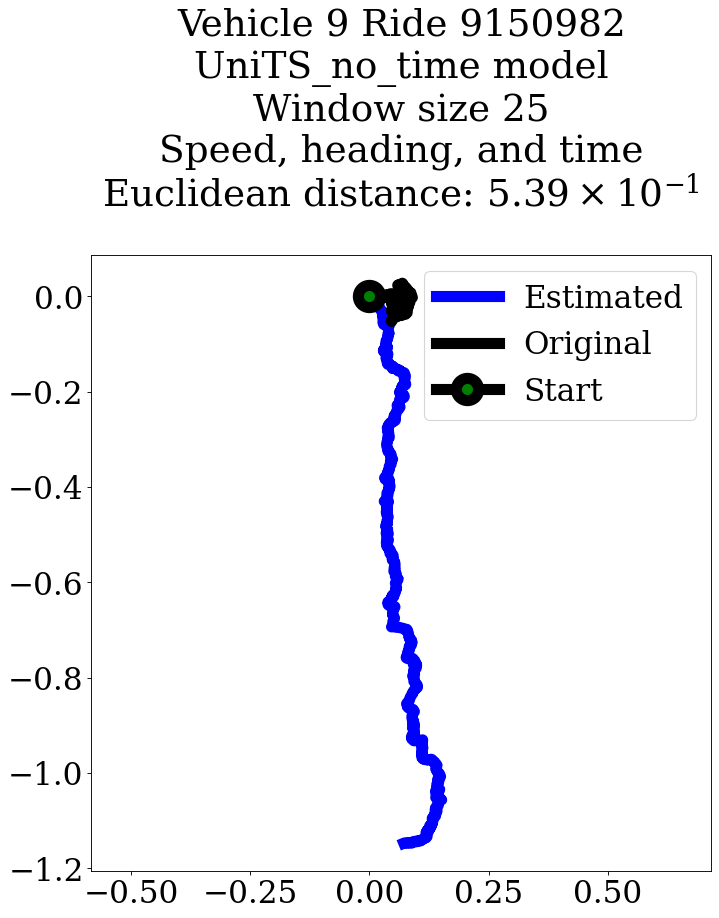 Vehicle 9 Ride 9150982
UniTS_no_time model
Window size 25
Speed, heading, and time
Euclidean distance: 5.39 × 10⁻¹
Estimated
Original
Start
0.0
−0.2
−0.4
−0.6
−0.8
−1.0
−1.2
−0.50 −0.25 0.00 0.25 0.50